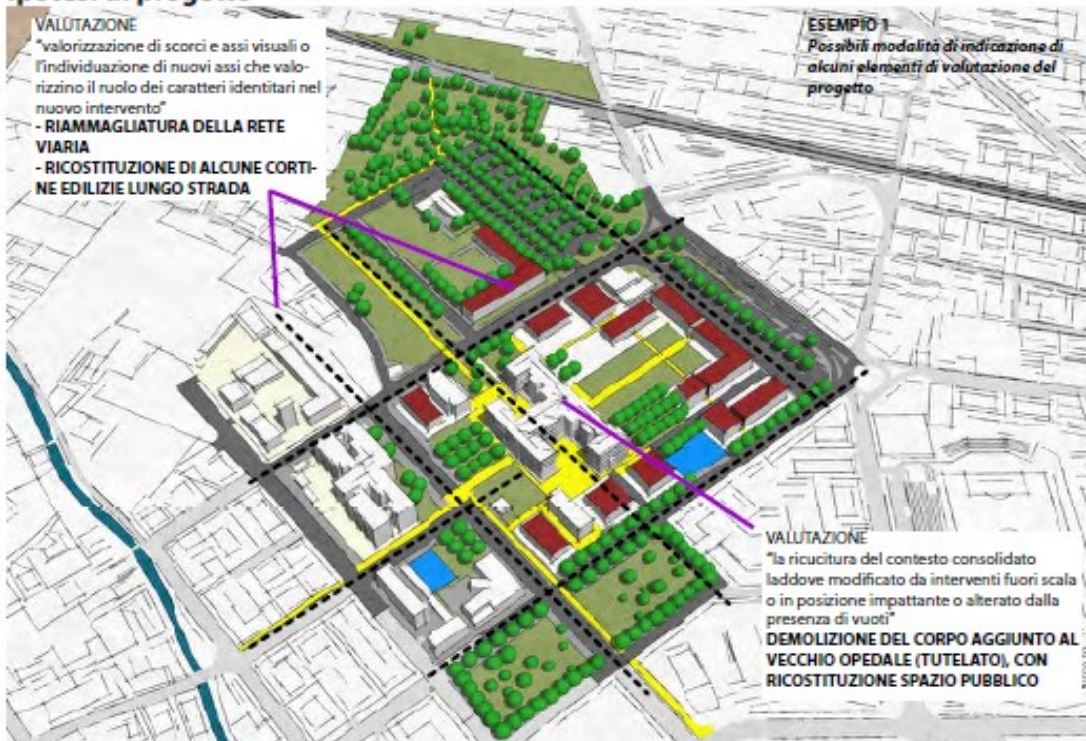 VALUTAZIONE
"valorizzazione di scorci e assi visuali o
l'individuazione di nuovi assi che valo-
rizzino il ruolo dei caratteri identitari nel
nuovo intervento"
- RIAMMAGLIATURA DELLA RETE
VIARIA
- RICOSTITUZIONE DI ALCUNE CORTI-
NE EDILIZIE LUNGO STRADA
ESEMPIO 1
Possibili modalità di indicazione di
alcuni elementi di valutazione del
progetto
VALUTAZIONE
"la ricucitura del contesto consolidato
laddove modificato da interventi fuori scala
o in posizione impattante o alterato dalla
presenza di vuoti"
DEMOLIZIONE DEL CORPO AGGIUNTO AL
VECCHIO OPEDALE (TUTELATO), CON
RICOSTITUZIONE SPAZIO PUBBLICO